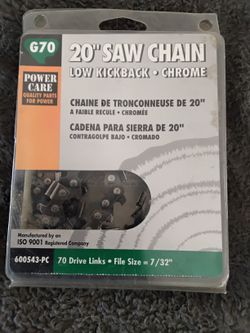 G70
20" SAW CHAIN
LOW KICKBACK • CHROME
POWER
CARE
QUALITY PARTS
FOR POWER
CHAINE DE TRONCONNEUSE DE 20"
A FAIBLE RECULE • CHROMÉE
CADENA PARA SIERRA DE 20"
CONTRAGOLPE BAJO • CROMADO
Manufactured by an
ISO 9001 Registered Company
600543-PC
70 Drive Links • File Size = 7/32"